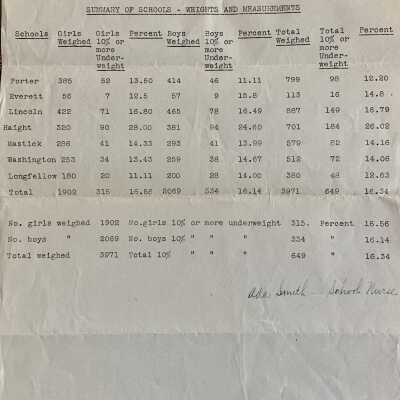 SUMMARY OF SCHOOLS - WEIGHTS AND MEASUREMENTS
Schools Girls Weighed Girls 10% or more Under-weight Percent Boys Weighed Boys 10% or more Under-weight Percent Total Weighed Total 10% or more Under-weight Percent
Porter 385 52 13.50 414 46 11.11 799 98 12.20
Everett 56 7 12.5 57 9 15.8 113 16 14.8
Lincoln 422 71 16.80 465 78 16.49 887 149 16.79
Haight 320 90 28.00 381 94 24.60 701 184 26.02
Mastick 286 41 14.33 293 41 13.99 579 82 14.16
Washington 253 34 13.43 259 38 14.67 512 72 14.06
Longfellow 180 20 11.11 200 28 14.00 380 48 12.63
Total 1902 315 16.56 2069 334 16.14 3971 649 16.34
No. girls weighed 1902 No.girls 10% or more underweight 315. Percent 16.56
No. boys " 2069 No. boys 10% " " " 334 " 16.14
Total weighed 3971 Total 10% " " " 649 " 16.34
Ada Smith - School Nurse